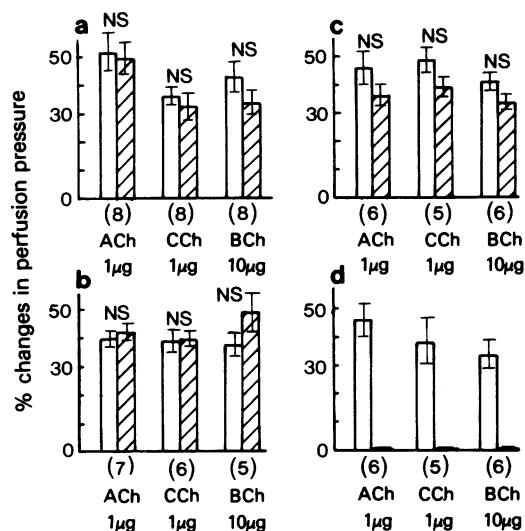 % changes in perfusion pressure
a
NS
NS
NS
50
30
0
(8) (8) (8)
ACh CCh BCh
1µg 1µg 10µg
c
NS
NS
NS
50
30
0
(6) (5) (6)
ACh CCh BCh
1µg 1µg 10µg
b
NS
NS
NS
50
30
0
(7) (6) (5)
ACh CCh BCh
1µg 1µg 10µg
d
50
30
0
(6) (5) (6)
ACh CCh BCh
1µg 1µg 10µg